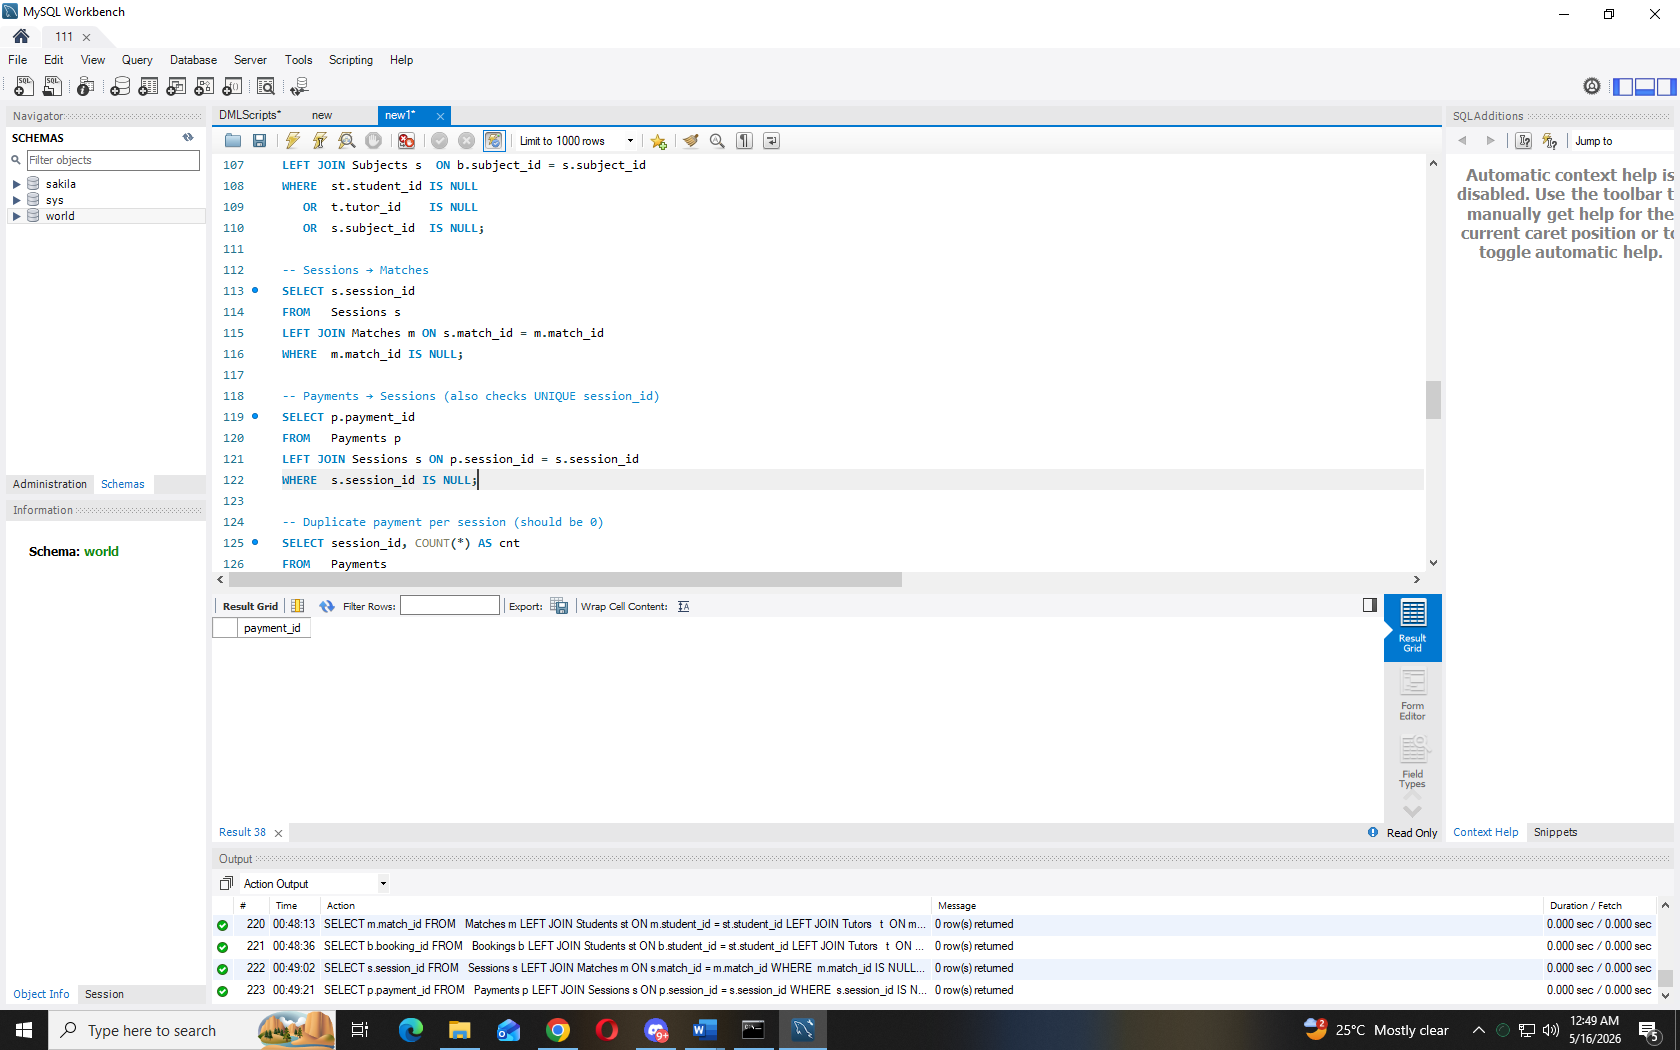 MySQL Workbench
111
File Edit View Query Database Server Tools Scripting Help
Navigator
SCHEMAS
Filter objects
sakila
sys
world
Administration Schemas
Information
Schema: world
Object Info Session
DMLScripts* new new1*
Limit to 1000 rows
107 LEFT JOIN Subjects s  ON b.subject_id = s.subject_id
108 WHERE  st.student_id IS NULL
109    OR  t.tutor_id    IS NULL
110    OR  s.subject_id  IS NULL;
111
112 -- Sessions → Matches
113 SELECT s.session_id
114 FROM   Sessions s
115 LEFT JOIN Matches m ON s.match_id = m.match_id
116 WHERE  m.match_id IS NULL;
117
118 -- Payments → Sessions (also checks UNIQUE session_id)
119 SELECT p.payment_id
120 FROM   Payments p
121 LEFT JOIN Sessions s ON p.session_id = s.session_id
122 WHERE  s.session_id IS NULL;
123
124 -- Duplicate payment per session (should be 0)
125 SELECT session_id, COUNT(*) AS cnt
126 FROM   Payments
Result Grid Filter Rows: Export: Wrap Cell Content:
payment_id
Result Grid
Form Editor
Field Types
Result 38
Read Only
SQLAdditions
Jump to
Automatic context help is
disabled. Use the toolbar t
manually get help for the
current caret position or to
toggle automatic help.
Context Help Snippets
Output
Action Output
# Time Action Message Duration / Fetch
220 00:48:13 SELECT m.match_id FROM   Matches m LEFT JOIN Students st ON m.student_id = st.student_id LEFT JOIN Tutors   t  ON m... 0 row(s) returned 0.000 sec / 0.000 sec
221 00:48:36 SELECT b.booking_id FROM   Bookings b LEFT JOIN Students st ON b.student_id = st.student_id LEFT JOIN Tutors   t  ON ... 0 row(s) returned 0.000 sec / 0.000 sec
222 00:49:02 SELECT s.session_id FROM   Sessions s LEFT JOIN Matches m ON s.match_id = m.match_id WHERE  m.match_id IS NULL... 0 row(s) returned 0.000 sec / 0.000 sec
223 00:49:21 SELECT p.payment_id FROM   Payments p LEFT JOIN Sessions s ON p.session_id = s.session_id WHERE  s.session_id IS N... 0 row(s) returned 0.000 sec / 0.000 sec
Type here to search
9+
2
25°C Mostly clear
12:49 AM
5/16/2026
5